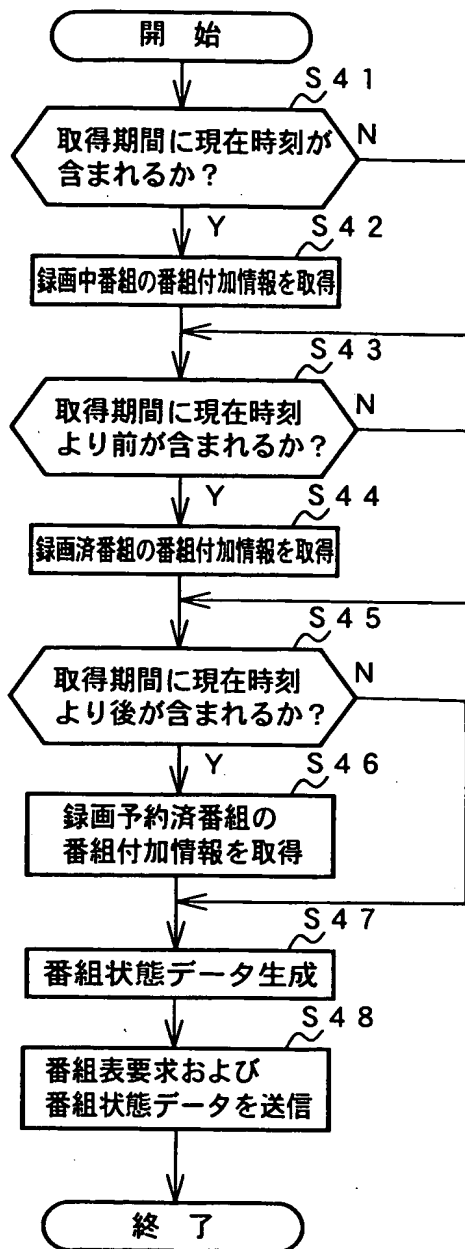 開 始
S41
取得期間に現在時刻が
含まれるか?
N
Y
S42
録画中番組の番組付加情報を取得
S43
取得期間に現在時刻
より前が含まれるか?
N
Y
S44
録画済番組の番組付加情報を取得
S45
取得期間に現在時刻
より後が含まれるか?
N
Y
S46
録画予約済番組の
番組付加情報を取得
S47
番組状態データ生成
S48
番組表要求および
番組状態データを送信
終 了